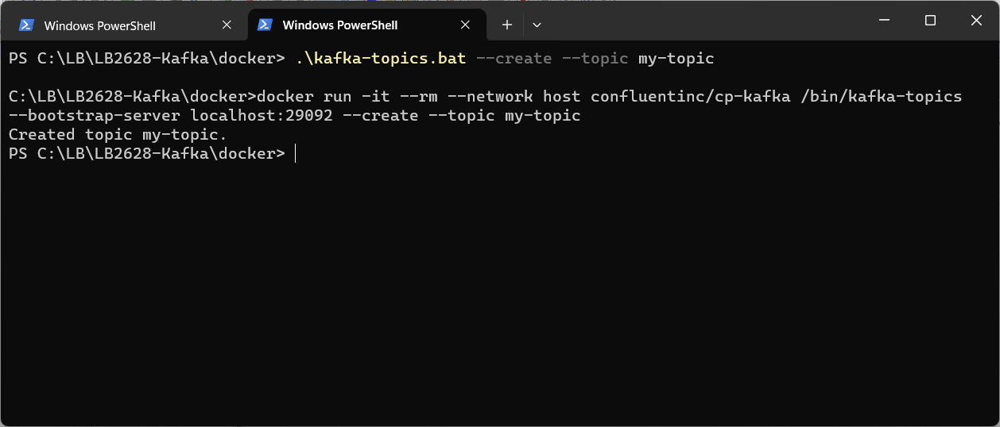 Windows PowerShell
Windows PowerShell
PS C:\LB\LB2628-Kafka\docker> .\kafka-topics.bat --create --topic my-topic
C:\LB\LB2628-Kafka\docker>docker run -it --rm --network host confluentinc/cp-kafka /bin/kafka-topics
--bootstrap-server localhost:29092 --create --topic my-topic
Created topic my-topic.
PS C:\LB\LB2628-Kafka\docker>